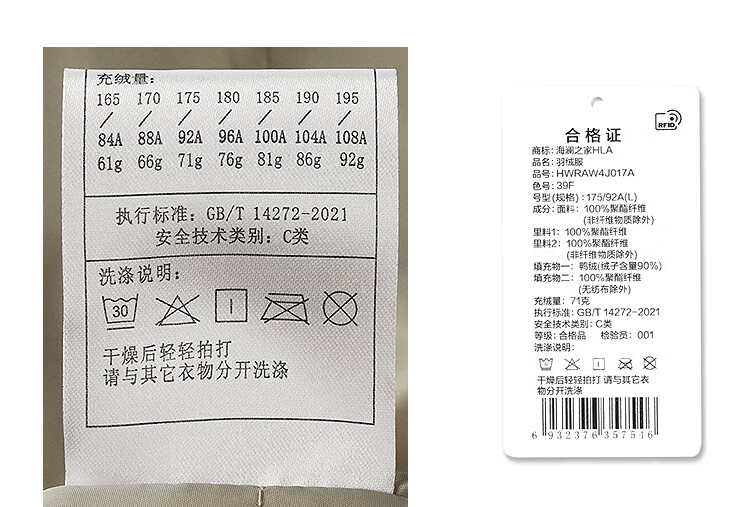 充绒量:
165 170 175 180 185 190 195
/ / / / / / /
84A 88A 92A 96A 100A 104A 108A
61g 66g 71g 76g 81g 86g 92g
执行标准: GB/T 14272-2021
安全技术类别: C类
洗涤说明:
30
干燥后轻轻拍打
请与其它衣物分开洗涤
RFID
合格证
商标: 海澜之家HLA
品名: 羽绒服
品号: HWRAW4J017A
色号: 39F
号型(规格): 175/92A(L)
成分: 面料: 100%聚酯纤维
(非纤维物质除外)
里料1: 100%聚酯纤维
里料2: 100%聚酯纤维
(非纤维物质除外)
填充物一: 鸭绒(绒子含量90%)
填充物二: 100%聚酯纤维
(无纺布除外)
充绒量: 71克
执行标准: GB/T 14272-2021
安全技术类别: C类
等级: 合格品 检验员: 001
洗涤说明:
干燥后轻轻拍打 请与其它衣
物分开洗涤
6 932376 357546